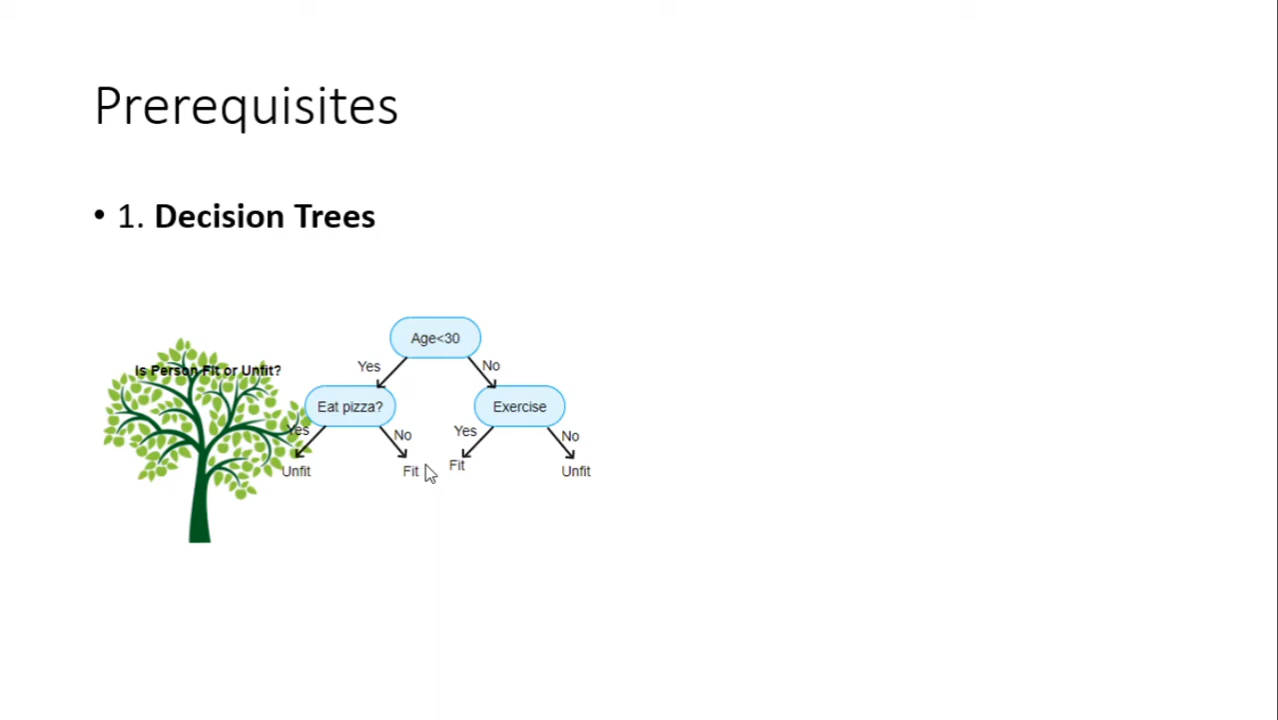 Prerequisites
• 1. Decision Trees
Is Person Fit or Unfit?
Age<30
Yes
No
Eat pizza?
Exercise
Yes
No
Yes
No
Unfit
Fit
Fit
Unfit